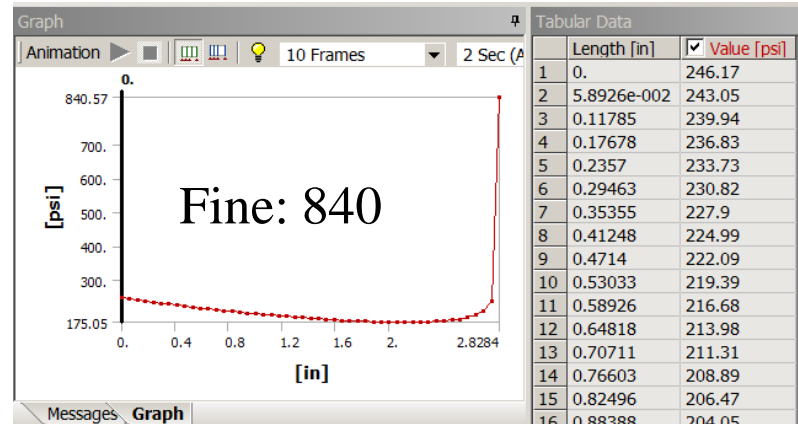 Graph
Animation 10 Frames 2 Sec (A
0.
840.57
700.
600.
500.
400.
300.
175.05
[psi]
Fine: 840
0. 0.4 0.8 1.2 1.6 2. 2.8284
[in]
Messages Graph
Tabular Data
Length [in] Value [psi]
1 0. 246.17
2 5.8926e-002 243.05
3 0.11785 239.94
4 0.17678 236.83
5 0.2357 233.73
6 0.29463 230.82
7 0.35355 227.9
8 0.41248 224.99
9 0.4714 222.09
10 0.53033 219.39
11 0.58926 216.68
12 0.64818 213.98
13 0.70711 211.31
14 0.76603 208.89
15 0.82496 206.47
16 0.88388 204.05